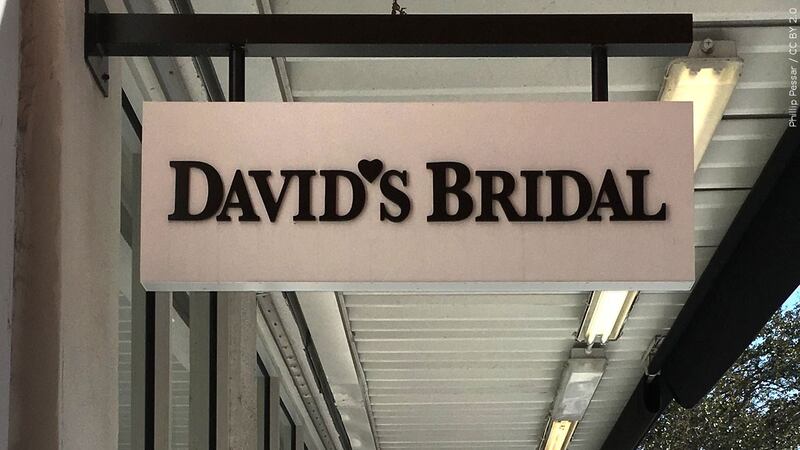 DAVID'S BRIDAL
Phillip Pessar / CC BY 2.0